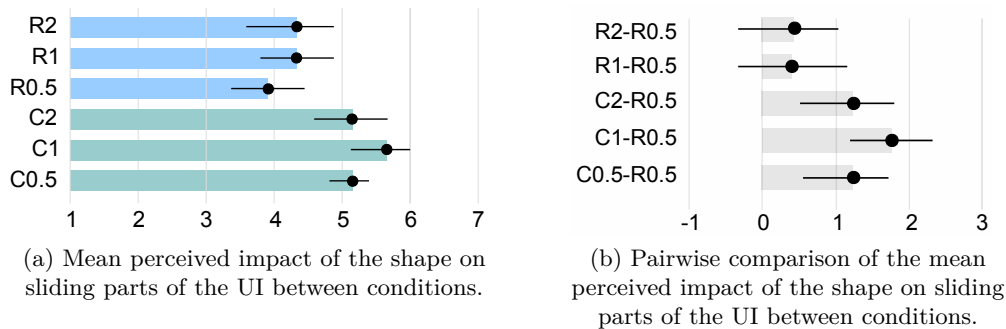 R2
R1
R0.5
C2
C1
C0.5
1 2 3 4 5 6 7
(a) Mean perceived impact of the shape on
sliding parts of the UI between conditions.
R2-R0.5
R1-R0.5
C2-R0.5
C1-R0.5
C0.5-R0.5
-1 0 1 2 3
(b) Pairwise comparison of the mean
perceived impact of the shape on sliding
parts of the UI between conditions.